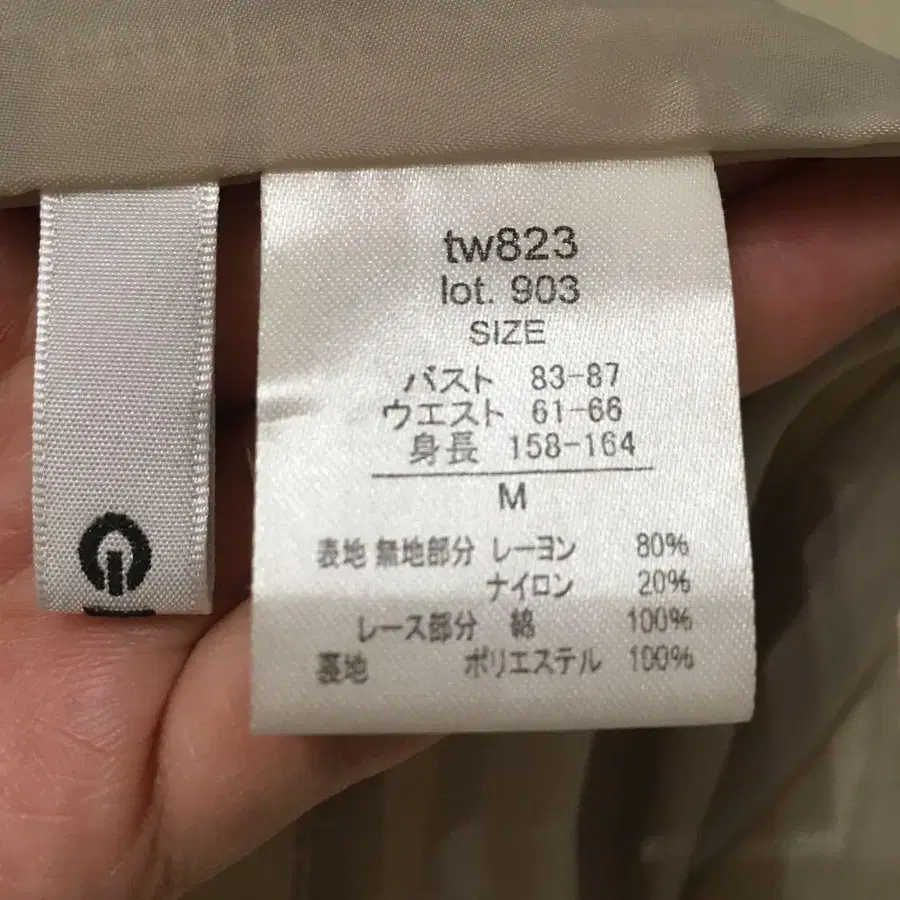 tw823
lot. 903
SIZE
バスト 83-87
ウエスト 61-66
身長 158-164
M
表地 無地部分 レーヨン 80%
ナイロン 20%
レース部分 綿 100%
裏地 ポリエステル 100%